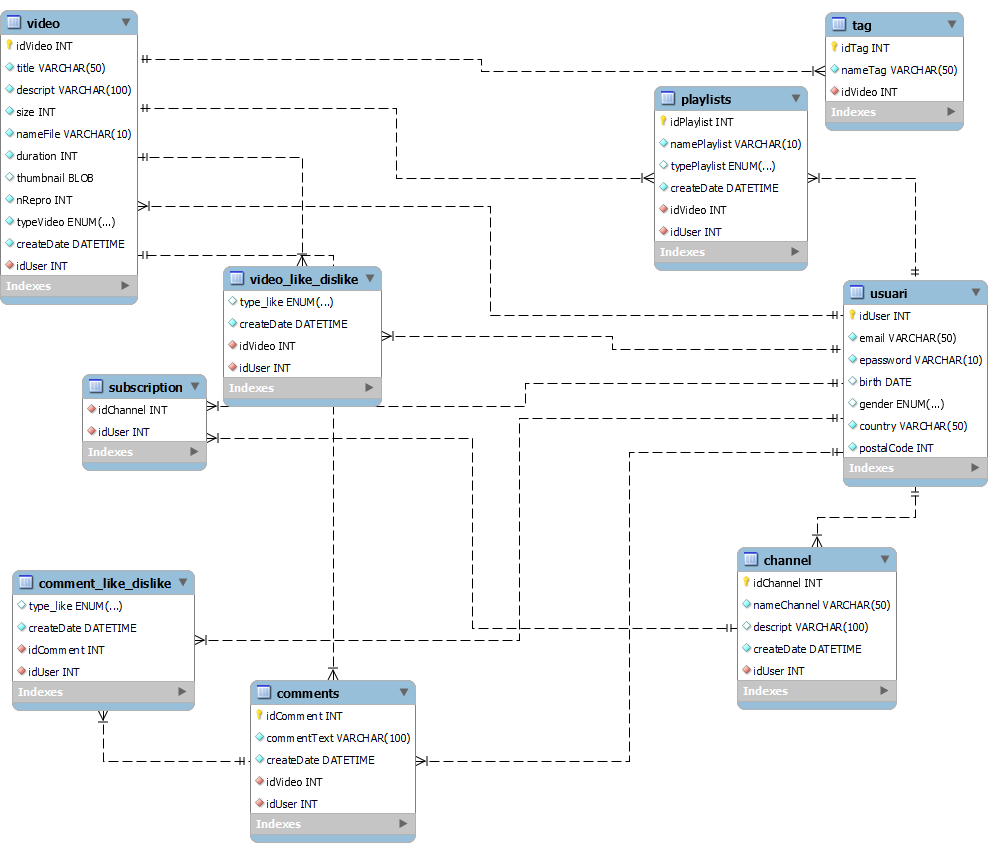 video
idVideo INT
title VARCHAR(50)
descript VARCHAR(100)
size INT
nameFile VARCHAR(10)
duration INT
thumbnail BLOB
nRepro INT
typeVideo ENUM(...)
createDate DATETIME
idUser INT
Indexes
tag
idTag INT
nameTag VARCHAR(50)
idVideo INT
Indexes
playlists
idPlaylist INT
namePlaylist VARCHAR(10)
typePlaylist ENUM(...)
createDate DATETIME
idVideo INT
idUser INT
Indexes
video_like_dislike
type_like ENUM(...)
createDate DATETIME
idVideo INT
idUser INT
Indexes
usuari
idUser INT
email VARCHAR(50)
epassword VARCHAR(10)
birth DATE
gender ENUM(...)
country VARCHAR(50)
postalCode INT
Indexes
subscription
idChannel INT
idUser INT
Indexes
channel
idChannel INT
nameChannel VARCHAR(50)
descript VARCHAR(100)
createDate DATETIME
idUser INT
Indexes
comment_like_dislike
type_like ENUM(...)
createDate DATETIME
idComment INT
idUser INT
Indexes
comments
idComment INT
commentText VARCHAR(100)
createDate DATETIME
idVideo INT
idUser INT
Indexes